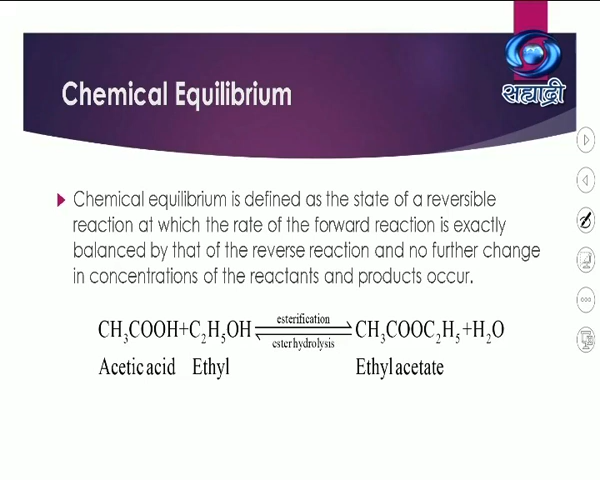 Chemical Equilibrium
सह्याद्री
Chemical equilibrium is defined as the state of a reversible
reaction at which the rate of the forward reaction is exactly
balanced by that of the reverse reaction and no further change
in concentrations of the reactants and products occur.
esterification
CH₃COOH+C₂H₅OH ⇌ CH₃COOC₂H₅+H₂O
ester hydrolysis
Acetic acid Ethyl Ethyl acetate